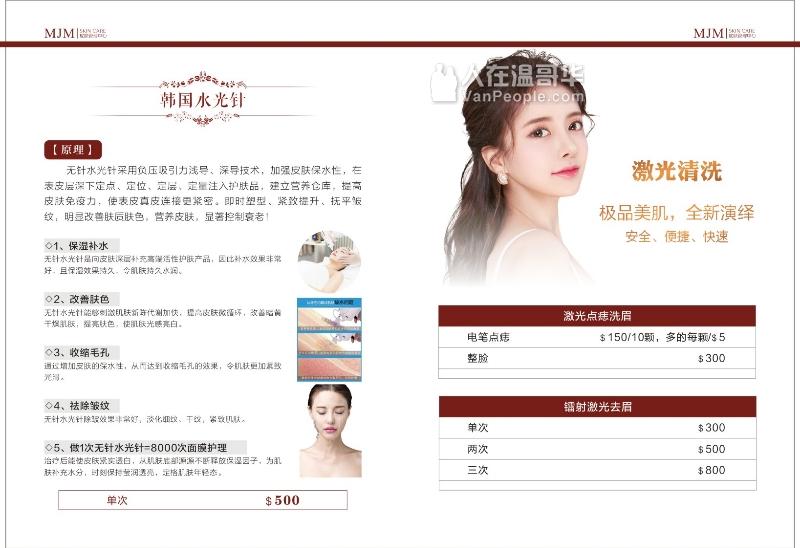 MJM SKIN CARE
韩国水光针
【原理】
无针水光针采用负压吸引力浅导、深导技术，加强皮肤保水性，在
表皮层深下定点、定位、定层、定量注入护肤品，建立营养仓库，提高
皮肤免疫力，使表皮真皮连接更紧密。即时塑型、紧致提升、抚平皱
纹，明显改善肤质肤色，营养皮肤，显著控制衰老！
◇1、保湿补水
无针水光针是向皮肤深层补充高端活性护肤产品，因此补水效果非常
好，且保湿效果持久，令肌肤持久水润。
◇2、改善肤色
无针水光针能够刺激肌肤新陈代谢加快，提高皮肤微循环，改善暗黄
干燥肌肤，提亮肤色，使肌肤光感亮白。
◇3、收缩毛孔
通过增加皮肤的保水性，从而达到收缩毛孔的效果，令肌肤更加紧致
光滑。
◇4、祛除皱纹
无针水光针除皱效果非常好，淡化细纹、干纹，紧致肌肤。
◇5、做1次无针水光针=8000次面膜护理
治疗后能使皮肤紧实透白，从肌肤底部源源不断释放保湿因子，为肌
肤补充水分，时刻保持莹润透亮，定格肌肤年轻态。
单次 $500
MJM SKIN CARE
人在温哥华
VanPeople.com
激光清洗
极品美肌，全新演绎
安全、便捷、快速
激光点痣洗眉
电笔点痣 $150/10颗，多的每颗/$5
整脸 $300
镭射激光去眉
单次 $300
两次 $500
三次 $800